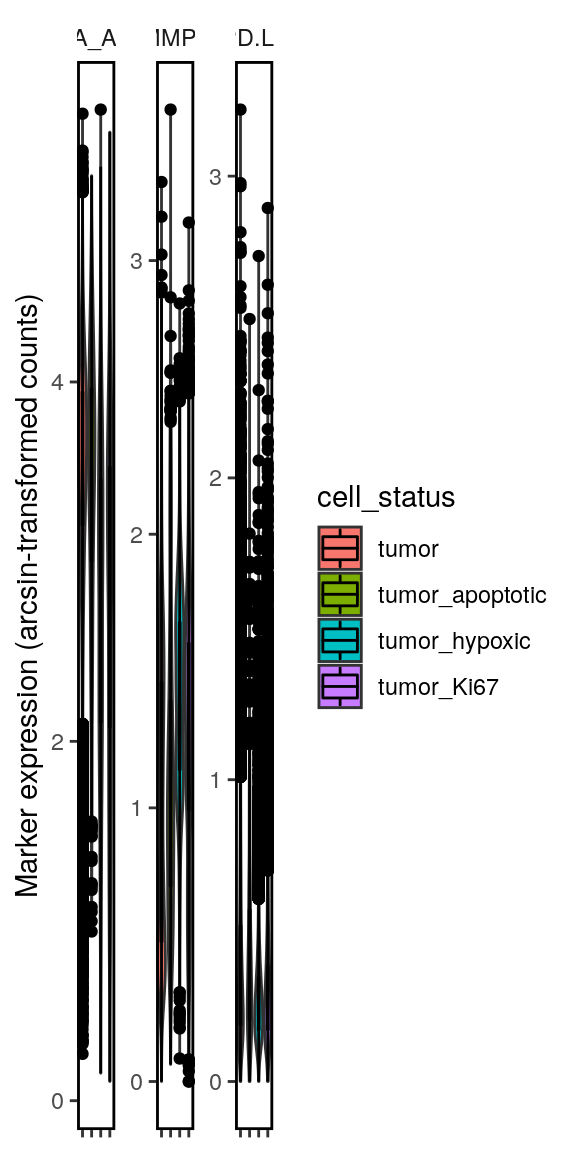 A_A
MMP
D.L
Marker expression (arcsin-transformed counts)
4
2
0
3
2
1
0
3
2
1
0
cell_status
tumor
tumor_apoptotic
tumor_hypoxic
tumor_Ki67